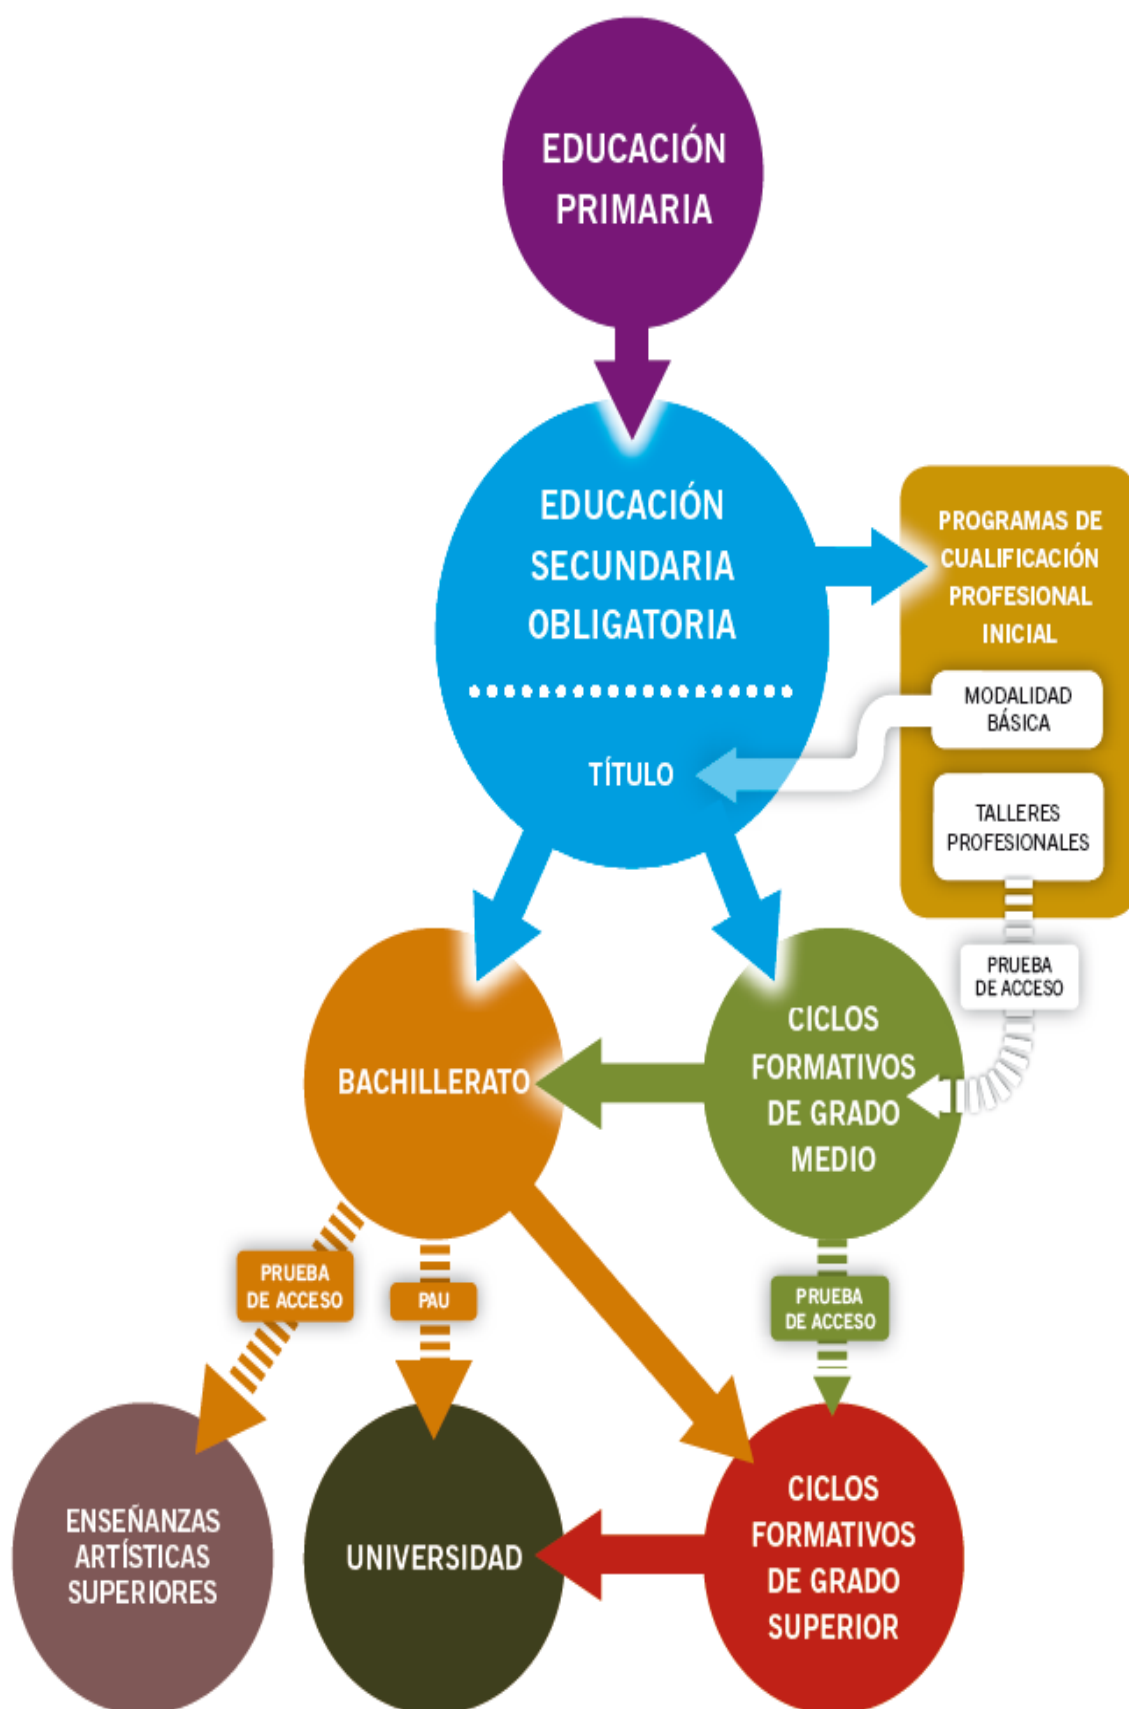 EDUCACIÓN
PRIMARIA
EDUCACIÓN
SECUNDARIA
OBLIGATORIA
TÍTULO
PROGRAMAS DE
CUALIFICACIÓN
PROFESIONAL
INICIAL
MODALIDAD
BÁSICA
TALLERES
PROFESIONALES
PRUEBA
DE ACCESO
BACHILLERATO
CICLOS
FORMATIVOS
DE GRADO
MEDIO
PRUEBA
DE ACCESO
PAU
PRUEBA
DE ACCESO
ENSEÑANZAS
ARTÍSTICAS
SUPERIORES
UNIVERSIDAD
CICLOS
FORMATIVOS
DE GRADO
SUPERIOR